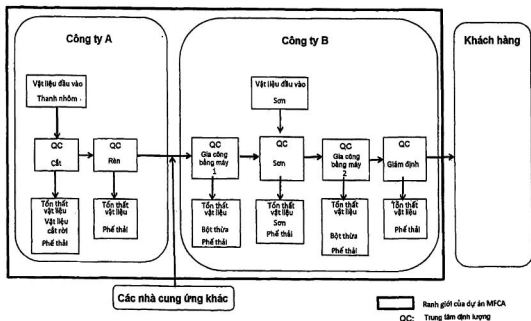 Công ty A
Công ty B
Khách hàng
Vật liệu đầu vào
Thanh nhôm
Vật liệu đầu vào
Sơn
QC
Cắt
QC
Rèn
QC
Gia công
bằng máy
1
QC
Sơn
QC
Gia công
bằng máy
2
QC
Giám định
Tổn thất
vật liệu
Vật liệu
cắt rời
Phế thải
Tổn thất
vật liệu
Phế thải
Tổn thất
vật liệu
Bột thừa
Phế thải
Tổn thất
vật liệu
Sơn
Phế thải
Tổn thất
vật liệu
Bột thừa
Phế thải
Tổn thất
vật liệu
Phế thải
Các nhà cung ứng khác
Ranh giới của dự án MFCA
QC: Trung tâm định lượng